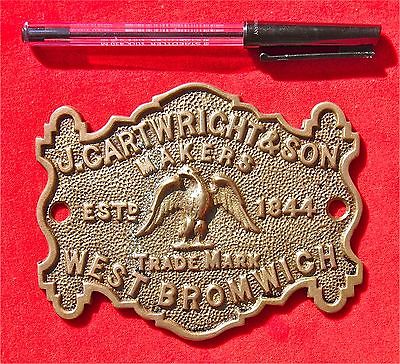 J. CARTWRIGHT & SON
MAKERS
ESTD 1844
TRADE MARK
WEST BROMWICH